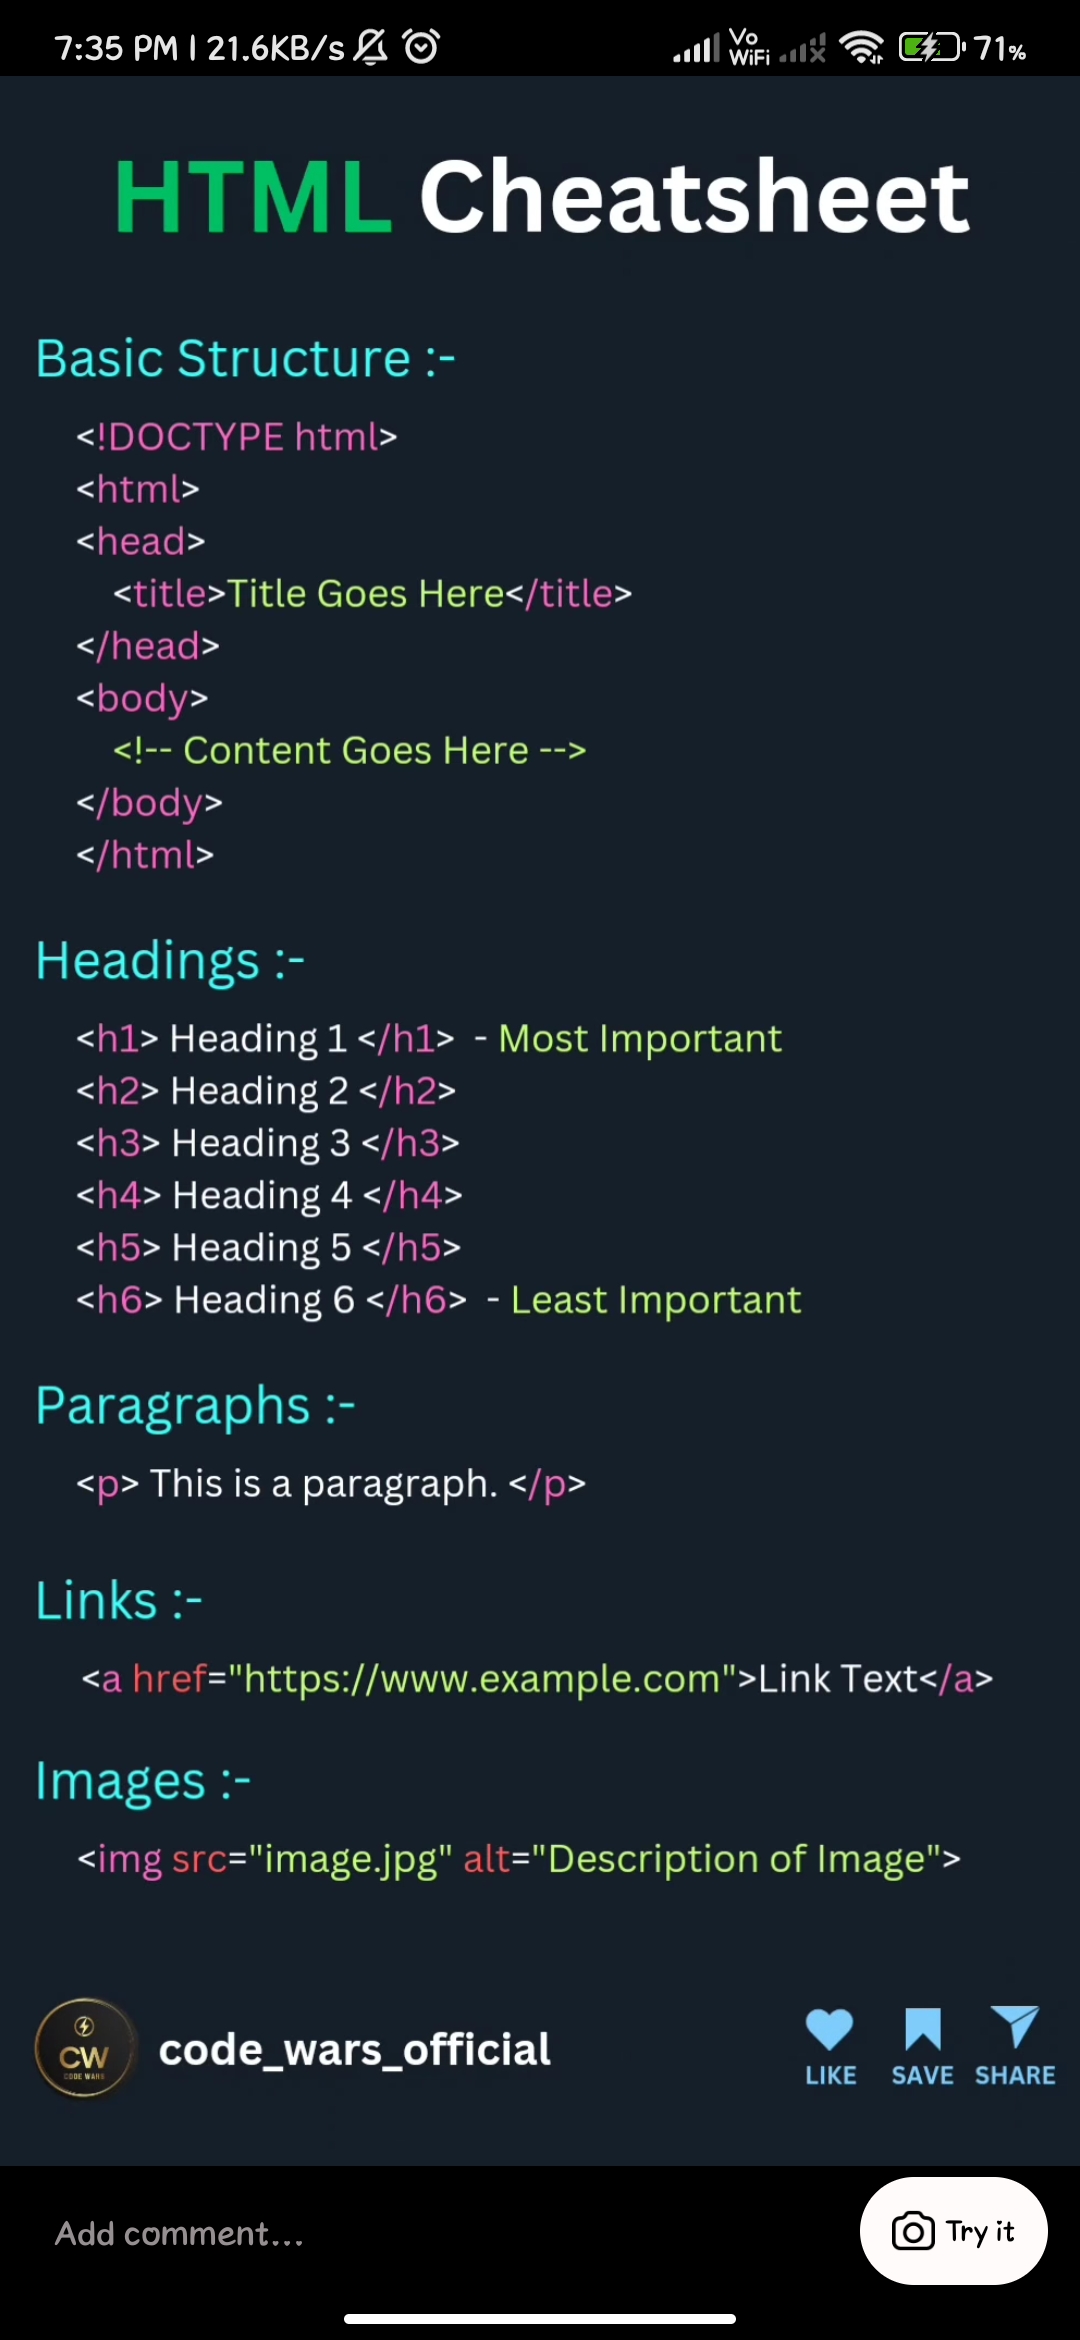 7:35 PM | 21.6KB/s Vo WiFi 71%
HTML Cheatsheet
Basic Structure :-
<!DOCTYPE html>
<html>
<head>
<title>Title Goes Here</title>
</head>
<body>
<!-- Content Goes Here -->
</body>
</html>
Headings :-
<h1> Heading 1 </h1> - Most Important
<h2> Heading 2 </h2>
<h3> Heading 3 </h3>
<h4> Heading 4 </h4>
<h5> Heading 5 </h5>
<h6> Heading 6 </h6> - Least Important
Paragraphs :-
<p> This is a paragraph. </p>
Links :-
<a href="https://www.example.com">Link Text</a>
Images :-
<img src="image.jpg" alt="Description of Image">
CW
CODE WARS
code_wars_official
LIKE SAVE SHARE
Add comment...
Try it